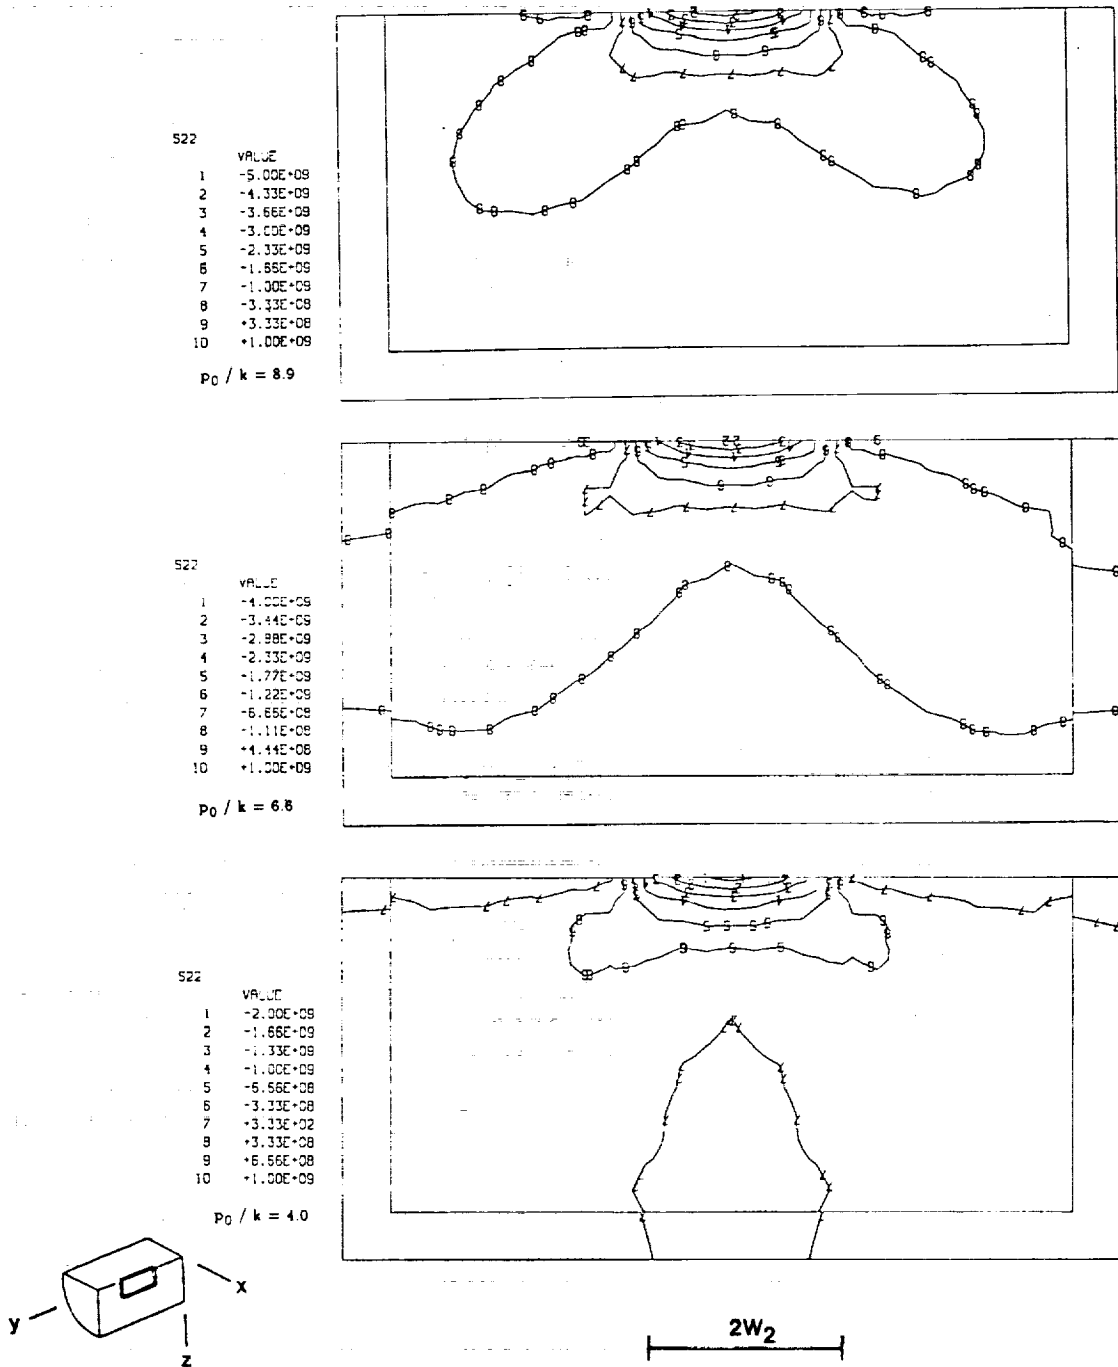 S22
VALUE
1 -5.00E+09
2 -4.33E+09
3 -3.66E+09
4 -3.00E+09
5 -2.33E+09
6 -1.66E+09
7 -1.00E+09
8 -3.33E+08
9 +3.33E+08
10 +1.00E+09
P0 / k = 8.9
S22
VALUE
1 -4.00E+09
2 -3.44E+09
3 -2.88E+09
4 -2.33E+09
5 -1.77E+09
6 -1.22E+09
7 -6.66E+08
8 -1.11E+08
9 +4.44E+08
10 +1.00E+09
P0 / k = 6.6
S22
VALUE
1 -2.00E+09
2 -1.66E+09
3 -1.33E+09
4 -1.00E+09
5 -6.66E+08
6 -3.33E+08
7 +3.33E+02
8 +3.33E+08
9 +6.66E+08
10 +1.00E+09
P0 / k = 4.0
x
y
z
2W2